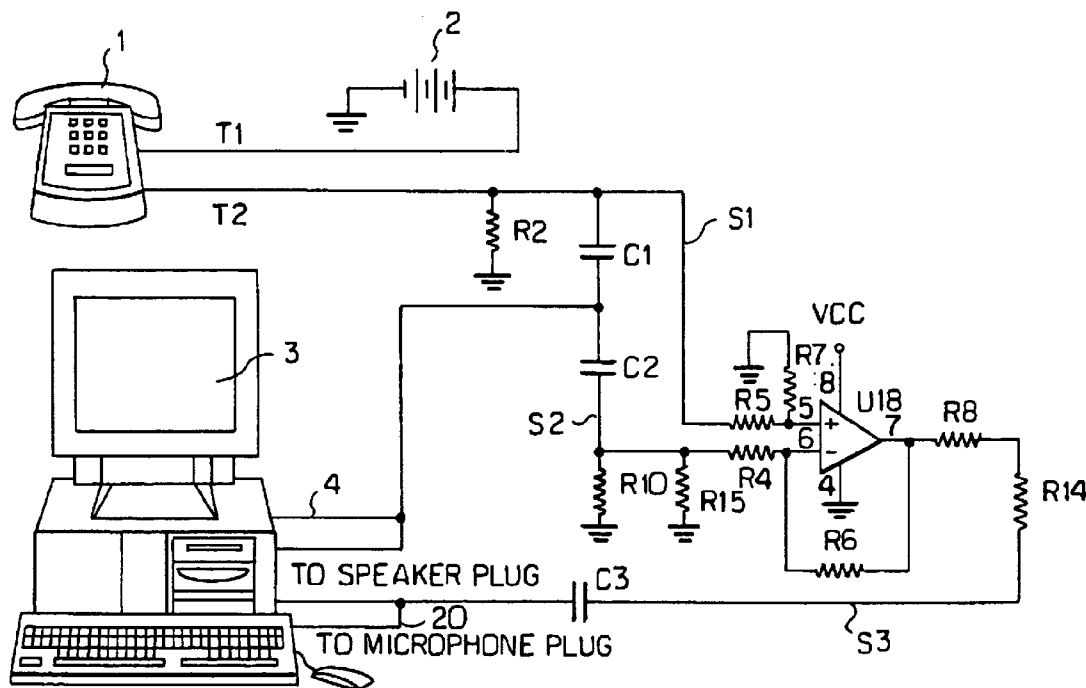 1
2
T1
T2
R2
C1
S1
3
C2
VCC
R7
8
R5
5
U18
S2
6
7
R8
R4
4
R10
R15
R14
4
R6
TO SPEAKER PLUG
C3
20
TO MICROPHONE PLUG
S3